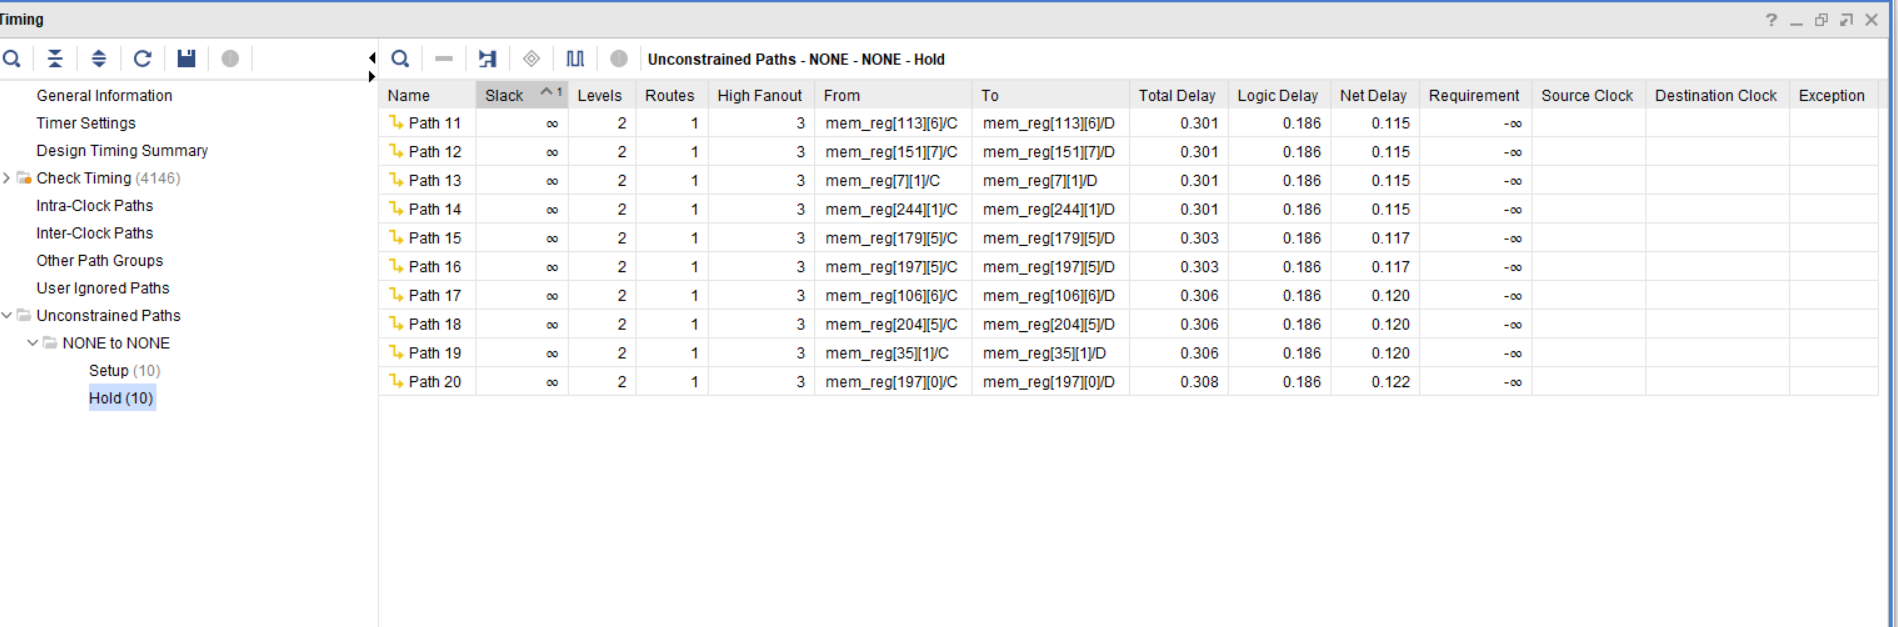 Timing
Unconstrained Paths - NONE - NONE - Hold
General Information
Timer Settings
Design Timing Summary
Check Timing (4146)
Intra-Clock Paths
Inter-Clock Paths
Other Path Groups
User Ignored Paths
Unconstrained Paths
NONE to NONE
Setup (10)
Hold (10)
Name Slack 1 Levels Routes High Fanout From To Total Delay Logic Delay Net Delay Requirement Source Clock Destination Clock Exception
Path 11 ∞ 2 1 3 mem_reg[113][6]/C mem_reg[113][6]/D 0.301 0.186 0.115 -∞
Path 12 ∞ 2 1 3 mem_reg[151][7]/C mem_reg[151][7]/D 0.301 0.186 0.115 -∞
Path 13 ∞ 2 1 3 mem_reg[7][1]/C mem_reg[7][1]/D 0.301 0.186 0.115 -∞
Path 14 ∞ 2 1 3 mem_reg[244][1]/C mem_reg[244][1]/D 0.301 0.186 0.115 -∞
Path 15 ∞ 2 1 3 mem_reg[179][5]/C mem_reg[179][5]/D 0.303 0.186 0.117 -∞
Path 16 ∞ 2 1 3 mem_reg[197][5]/C mem_reg[197][5]/D 0.303 0.186 0.117 -∞
Path 17 ∞ 2 1 3 mem_reg[106][6]/C mem_reg[106][6]/D 0.306 0.186 0.120 -∞
Path 18 ∞ 2 1 3 mem_reg[204][5]/C mem_reg[204][5]/D 0.306 0.186 0.120 -∞
Path 19 ∞ 2 1 3 mem_reg[35][1]/C mem_reg[35][1]/D 0.306 0.186 0.120 -∞
Path 20 ∞ 2 1 3 mem_reg[197][0]/C mem_reg[197][0]/D 0.308 0.186 0.122 -∞